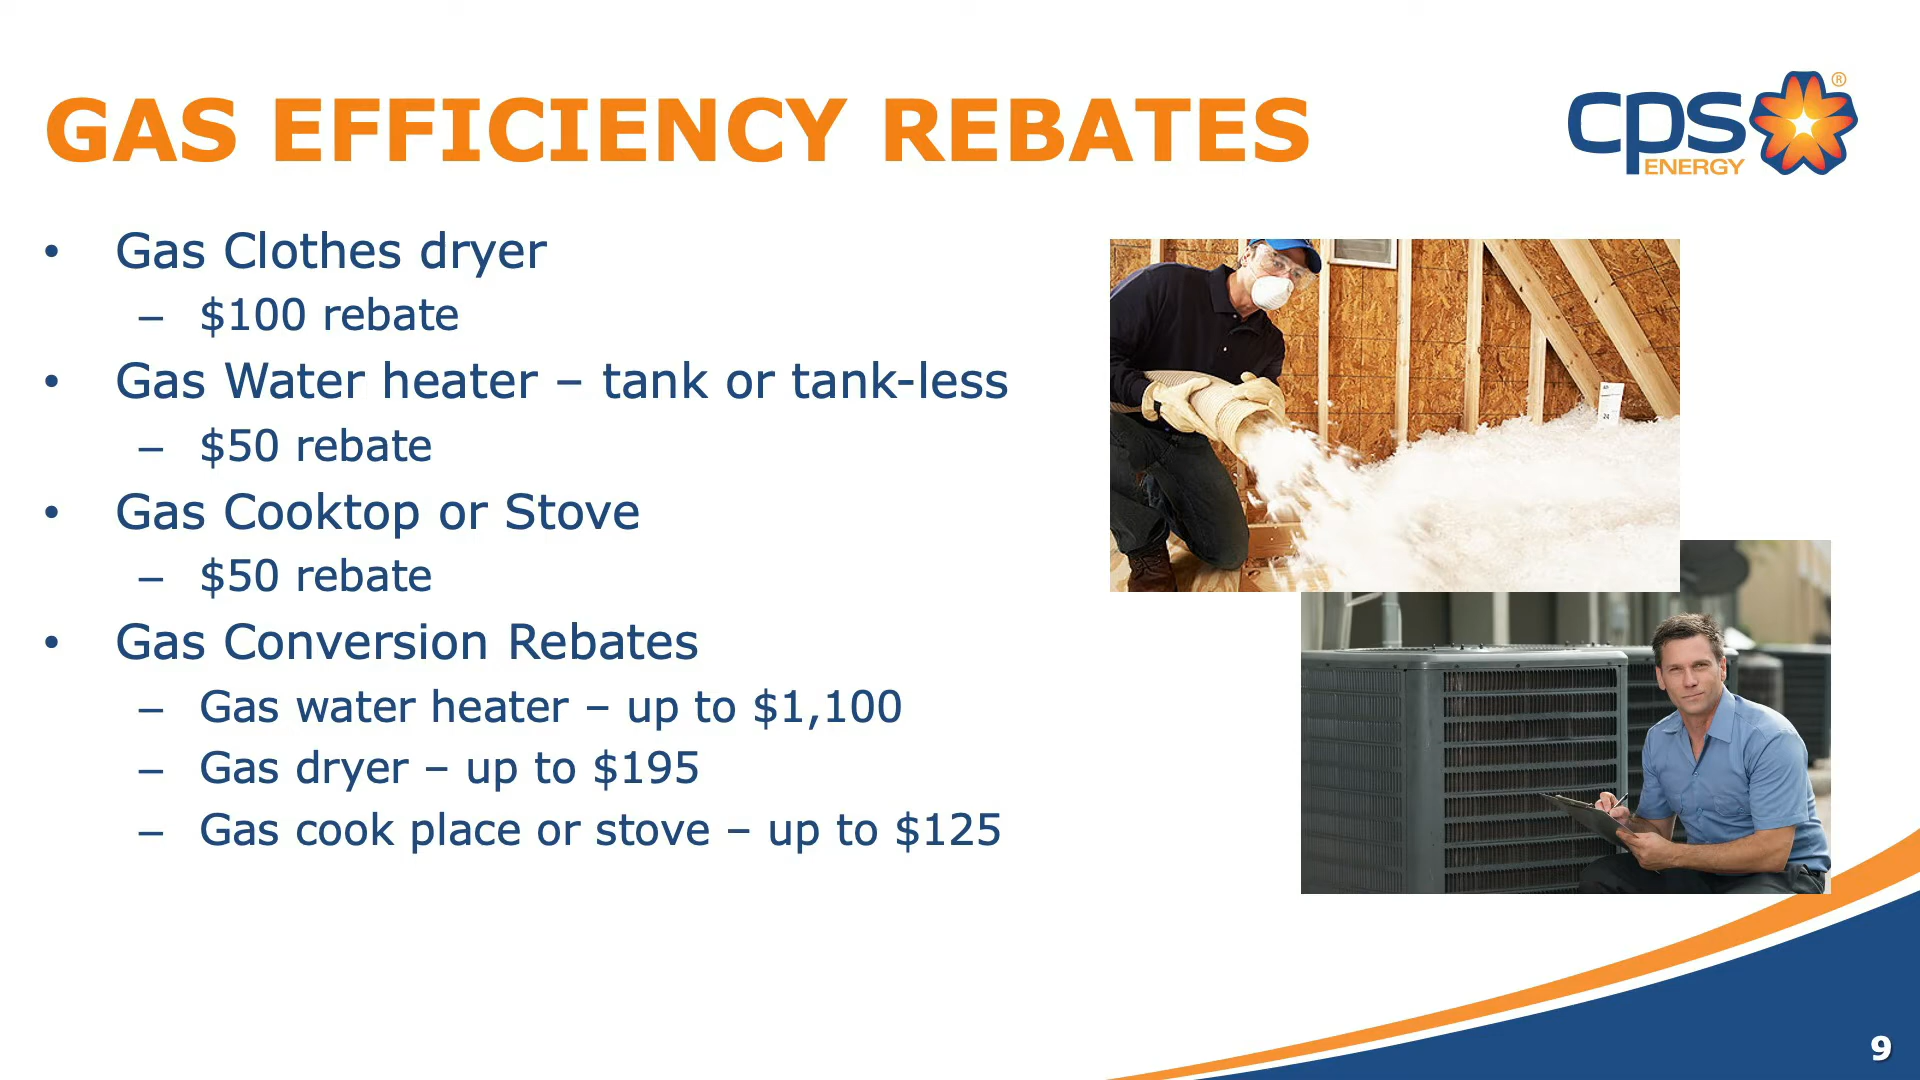 GAS EFFICIENCY REBATES
cps
ENERGY
®
• Gas Clothes dryer
– $100 rebate
• Gas Water heater – tank or tank-less
– $50 rebate
• Gas Cooktop or Stove
– $50 rebate
• Gas Conversion Rebates
– Gas water heater – up to $1,100
– Gas dryer – up to $195
– Gas cook place or stove – up to $125
9